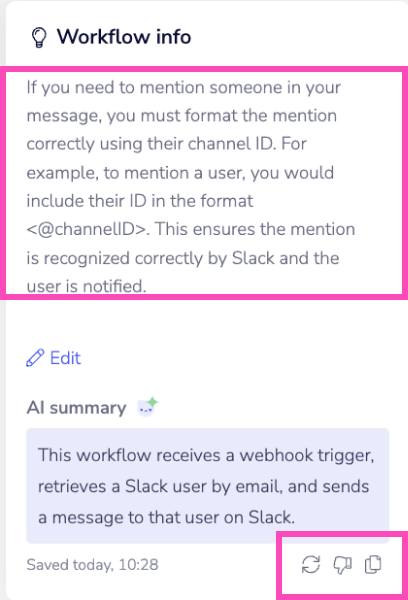 Workflow info
If you need to mention someone in your
message, you must format the mention
correctly using their channel ID. For
example, to mention a user, you would
include their ID in the format
<@channelID>. This ensures the mention
is recognized correctly by Slack and the
user is notified.
Edit
AI summary
This workflow receives a webhook trigger,
retrieves a Slack user by email, and sends
a message to that user on Slack.
Saved today, 10:28